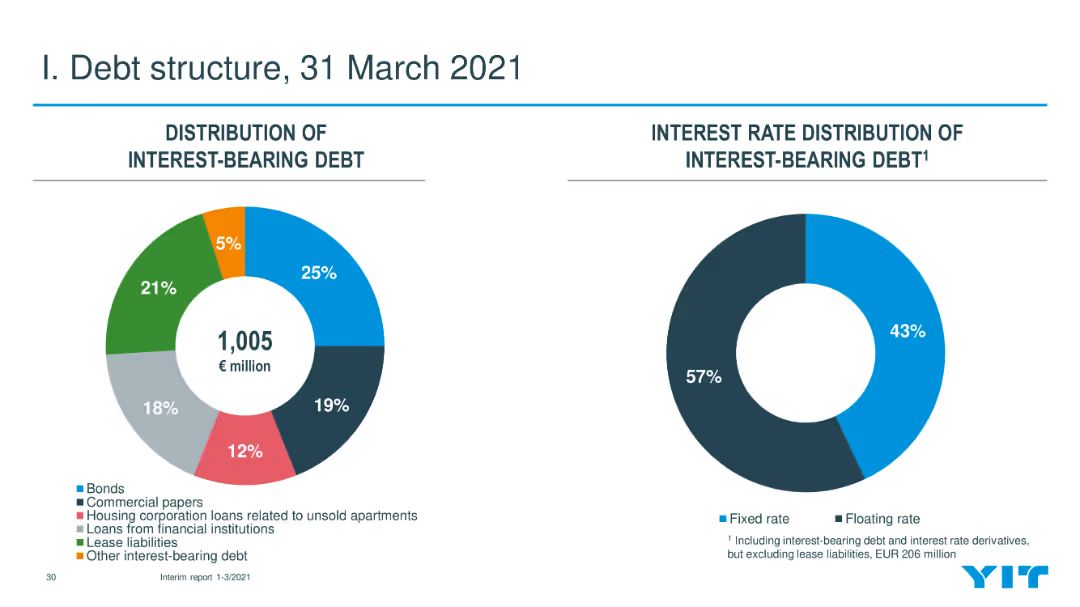 I. Debt structure, 31 March 2021
DISTRIBUTION OF
INTEREST-BEARING DEBT
5%
25%
21%
1,005
€ million
19%
18%
12%
Bonds
Commercial papers
Housing corporation loans related to unsold apartments
Loans from financial institutions
Lease liabilities
Other interest-bearing debt
INTEREST RATE DISTRIBUTION OF
INTEREST-BEARING DEBT¹
43%
57%
Fixed rate
Floating rate
¹ Including interest-bearing debt and interest rate derivatives,
but excluding lease liabilities, EUR 206 million
30
Interim report 1-3/2021
YIT